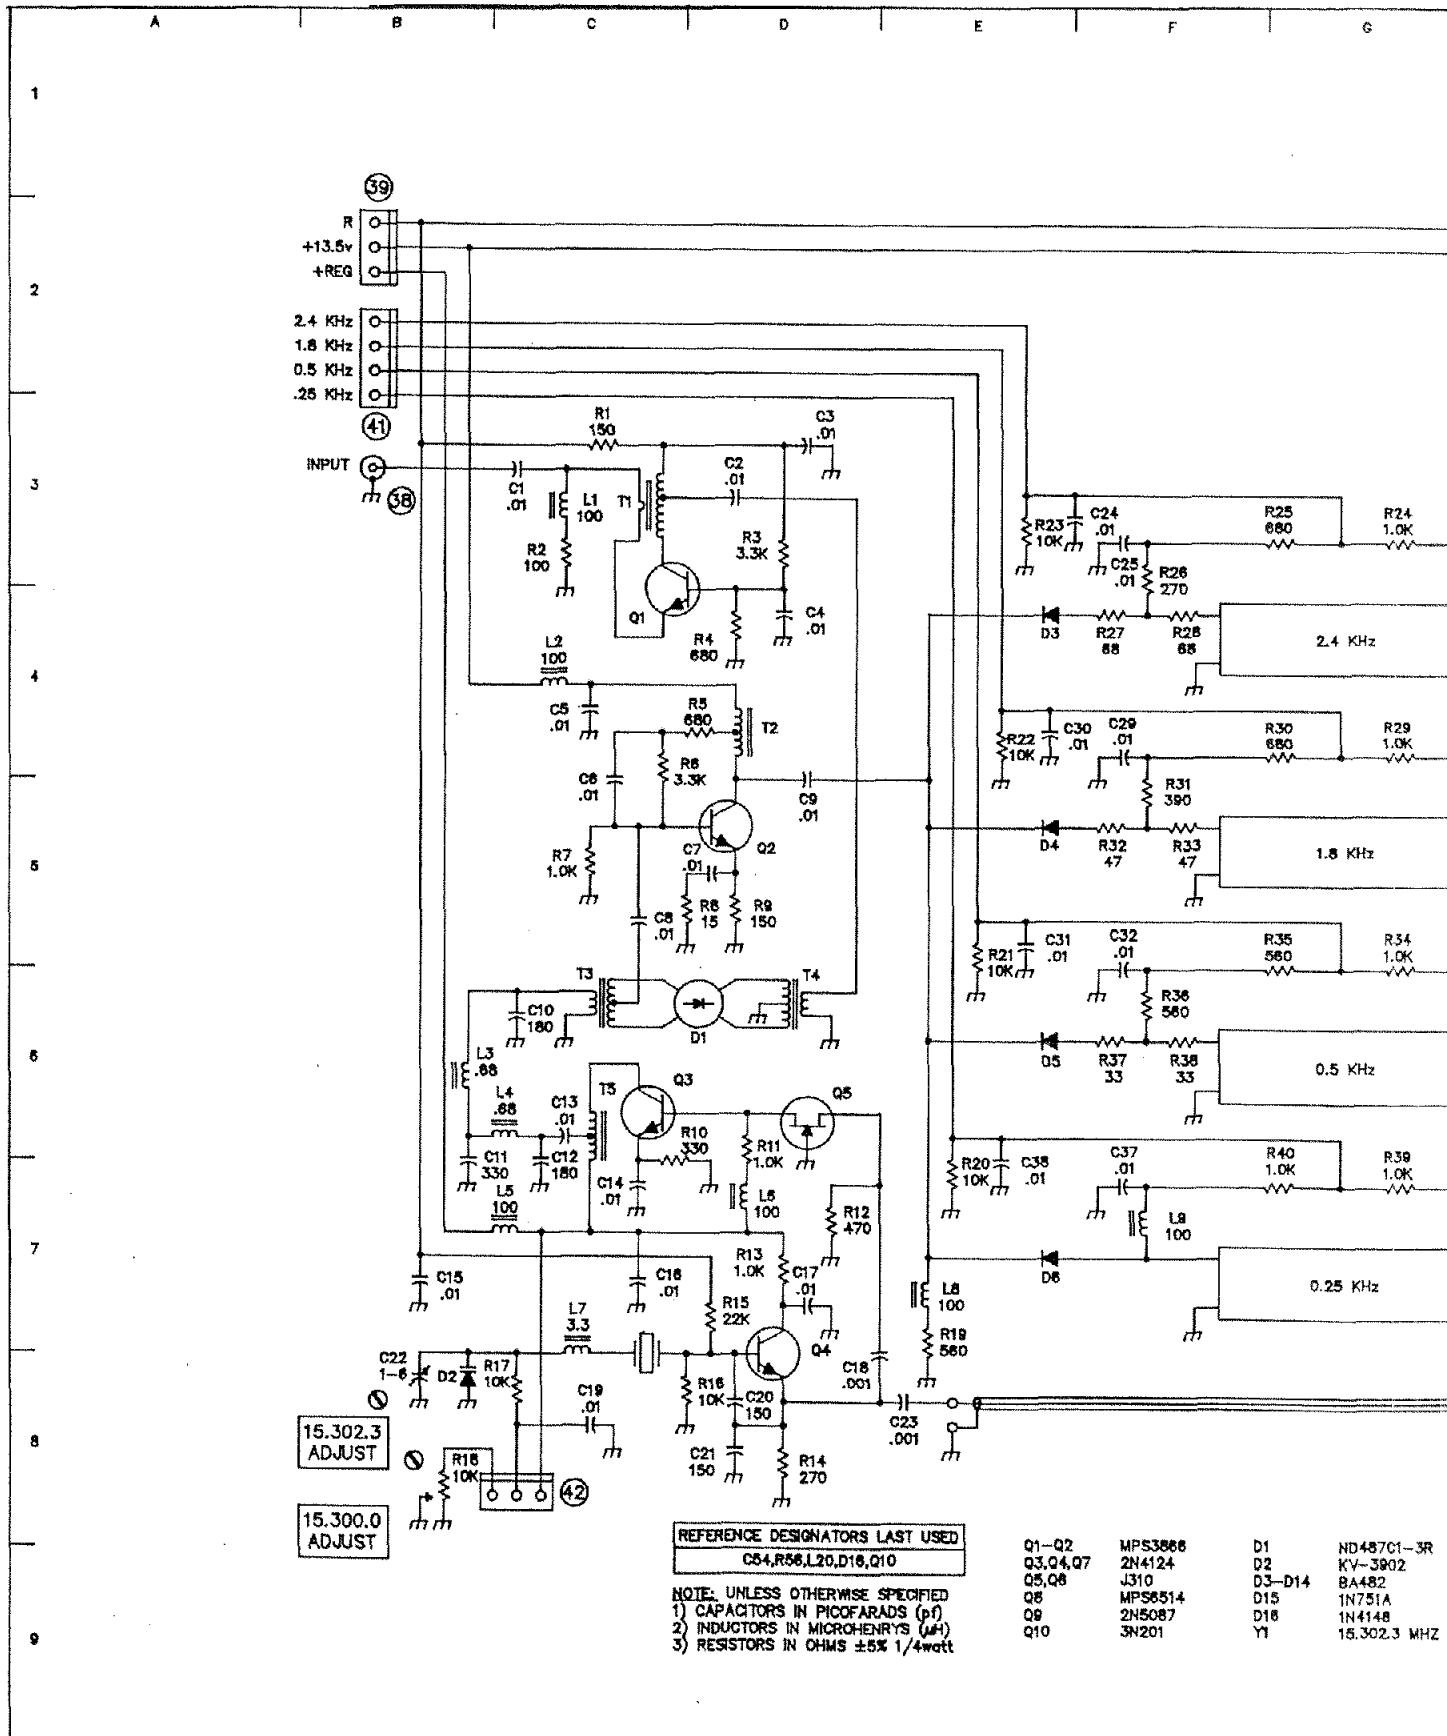 A B C D E F G
1
39
R
+13.5v
+REG
2
2.4 KHz
1.8 KHz
0.5 KHz
.25 KHz
41
INPUT
38
3
R1
150
C3
.01
C2
.01
C1
.01
L1
100
T1
R2
100
R3
3.3K
Q1
R4
680
C4
.01
C24
.01
R23
10K
C25
.01
R26
270
R25
680
R24
1.0K
D3
R27
68
R28
68
2.4 KHz
4
L2
100
C5
.01
R5
680
T2
C6
.01
R6
3.3K
C9
.01
R22
10K
C30
.01
C29
.01
R30
680
R29
1.0K
R31
390
5
R7
1.0K
C7
.01
Q2
C8
.01
R8
15
R9
150
D4
R32
47
R33
47
1.8 KHz
R21
10K
C31
.01
C32
.01
R35
560
R34
1.0K
R36
560
T3
T4
C10
180
D1
6
L3
.68
L4
.68
C13
.01
T5
Q3
Q5
D5
R37
33
R38
33
0.5 KHz
C11
330
C12
180
R10
330
R11
1.0K
C14
.01
L5
100
L6
100
R12
470
R20
10K
C38
.01
C37
.01
R40
1.0K
R39
1.0K
L9
100
7
C15
.01
C16
.01
R13
1.0K
C17
.01
R15
22K
L8
100
D6
0.25 KHz
L7
3.3
Q4
R19
560
C22
1-6
D2
R17
10K
C19
.01
R16
10K
C20
150
C18
.001
C23
.001
8
15.302.3
ADJUST
R18
10K
42
C21
150
R14
270
15.300.0
ADJUST
REFERENCE DESIGNATORS LAST USED
C54,R56,L20,D16,Q10
NOTE: UNLESS OTHERWISE SPECIFIED
1) CAPACITORS IN PICOFARADS (pf)
2) INDUCTORS IN MICROHENRYS (µH)
3) RESISTORS IN OHMS ±5% 1/4watt
9
Q1-Q2 MPS3866 D1 ND487C1-3R
Q3,Q4,Q7 2N4124 D2 KV-3902
Q5,Q6 J310 D3-D14 BA482
Q8 MPS6514 D15 1N751A
Q9 2N5087 D16 1N4148
Q10 3N201 Y1 15.302.3 MHZ